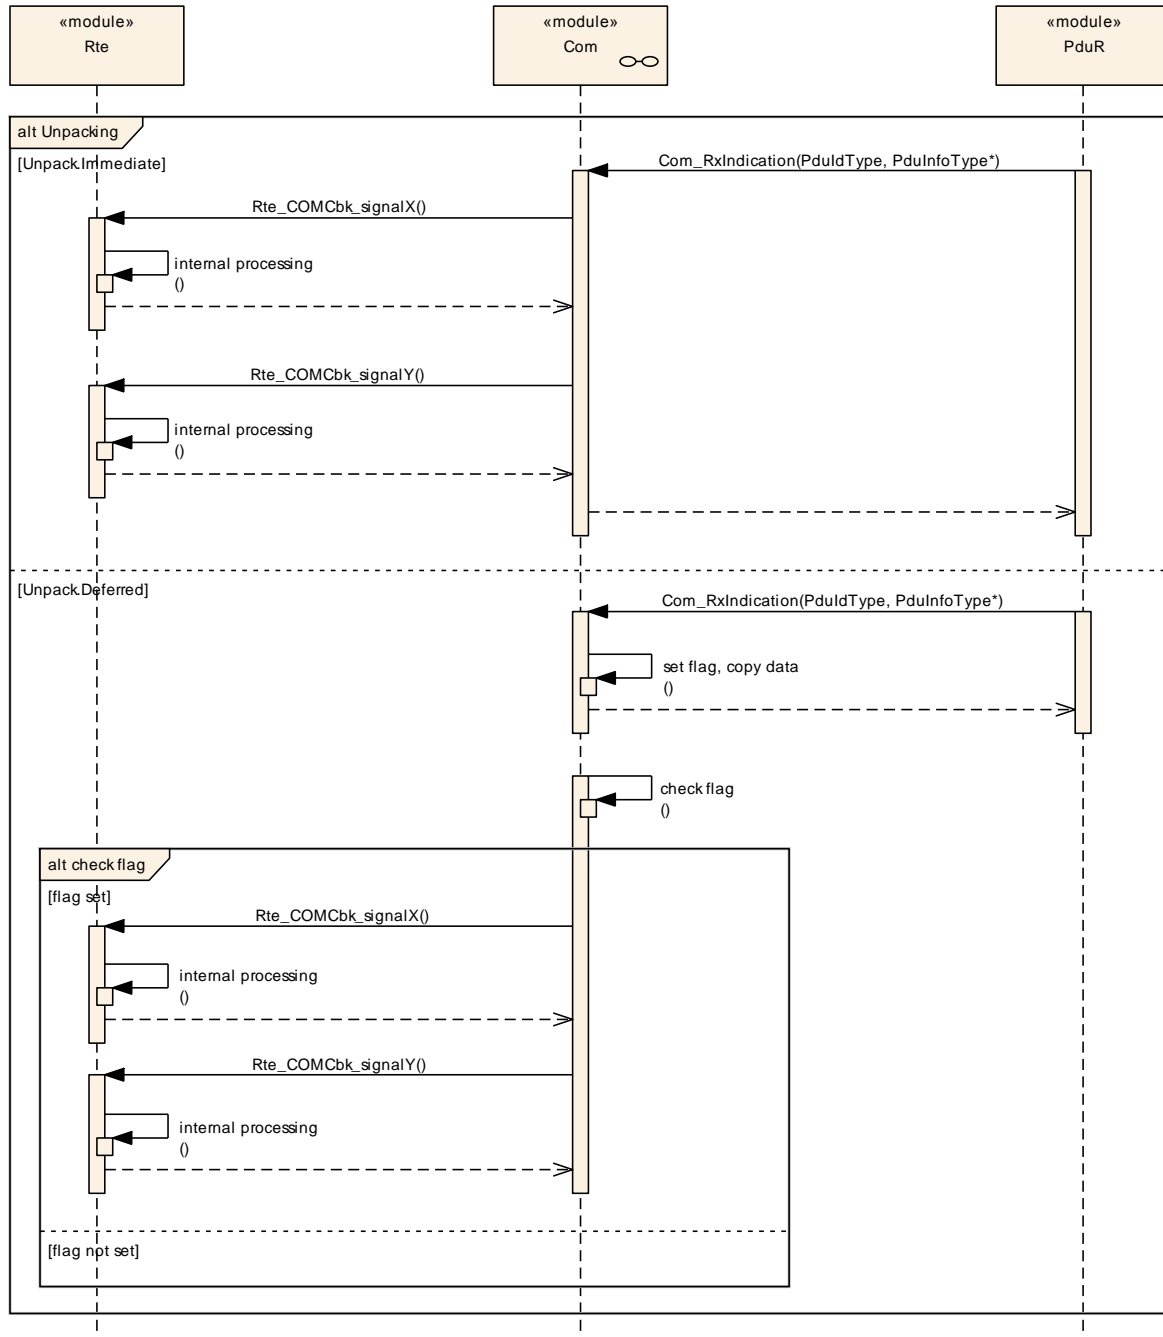 «module»
Rte
«module»
Com
«module»
PduR
alt Unpacking
[Unpack.Immediate]
Com_RxIndication(PduIdType, PduInfoType*)
Rte_COMCbk_signalX()
internal processing
()
Rte_COMCbk_signalY()
internal processing
()
[Unpack.Deferred]
Com_RxIndication(PduIdType, PduInfoType*)
set flag, copy data
()
check flag
()
alt check flag
[flag set]
Rte_COMCbk_signalX()
internal processing
()
Rte_COMCbk_signalY()
internal processing
()
[flag not set]